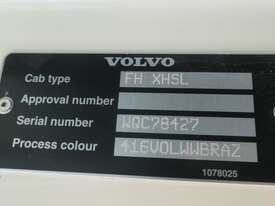 VOLVO
Cab type FH XHSL
Approval number
Serial number WQC78427
Process colour 416VOLWWBRAZ
1078025